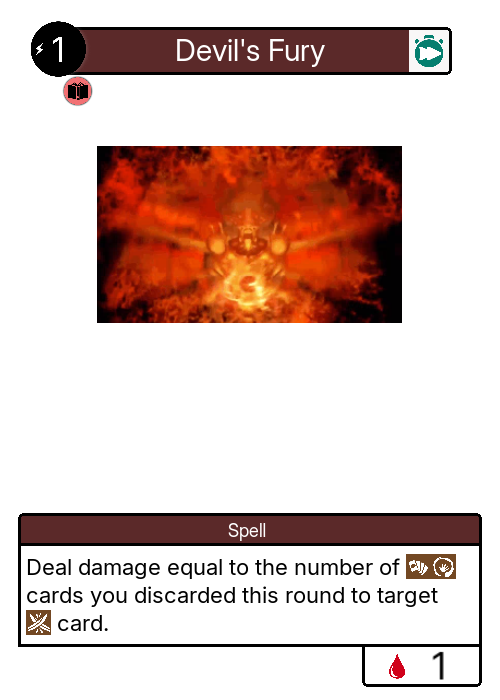 1
Devil's Fury
Spell
Deal damage equal to the number of
cards you discarded this round to target
card.
1